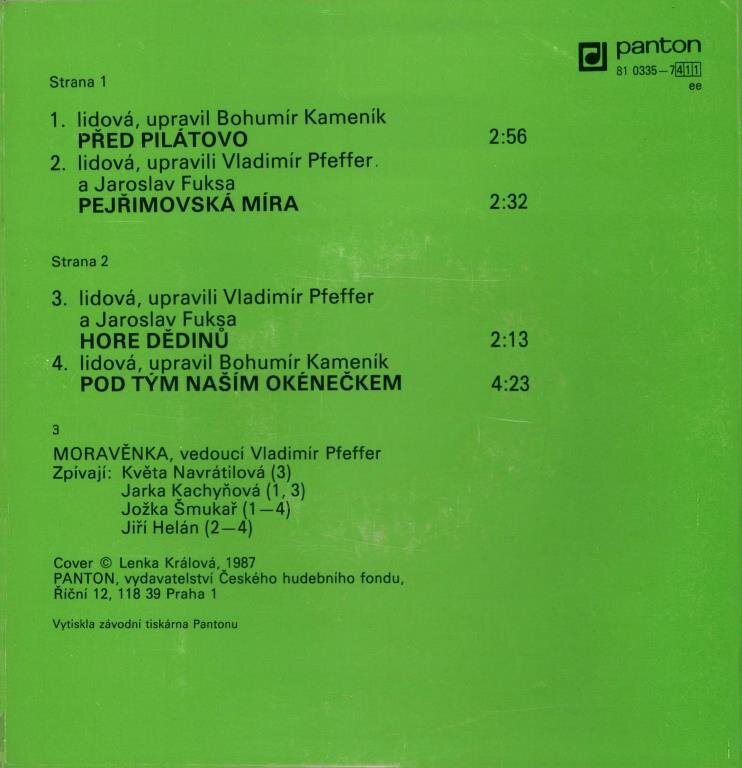 panton
81 0335-7411
ee
Strana 1
1. lidová, upravil Bohumír Kameník
PŘED PILÁTOVO 2:56
2. lidová, upravili Vladimír Pfeffer.
a Jaroslav Fuksa
PEJŘIMOVSKÁ MÍRA 2:32
Strana 2
3. lidová, upravili Vladimír Pfeffer
a Jaroslav Fuksa
HORE DĚDINŮ 2:13
4. lidová, upravil Bohumír Kameník
POD TÝM NAŠÍM OKÉNEČKEM 4:23
3
MORAVĚNKA, vedoucí Vladimír Pfeffer
Zpívají: Květa Navrátilová (3)
Jarka Kachyňová (1, 3)
Jožka Šmukař (1—4)
Jiří Helán (2—4)
Cover © Lenka Králová, 1987
PANTON, vydavatelství Českého hudebního fondu,
Říční 12, 118 39 Praha 1
Vytiskla závodní tiskárna Pantonu